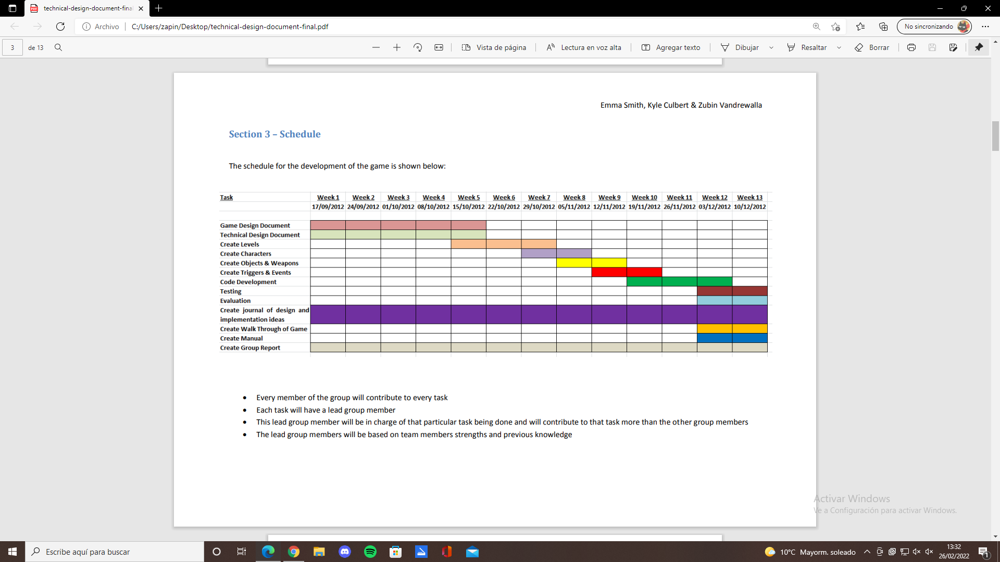 technical-design-document-fina
Archivo
C:/Users/zapin/Desktop/technical-design-document-final.pdf
No sincronizando
3
de 13
Vista de página
Lectura en voz alta
Agregar texto
Dibujar
Resaltar
Borrar
Emma Smith, Kyle Culbert & Zubin Vandrewalla
Section 3 – Schedule
The schedule for the development of the game is shown below:
Task Week 1 Week 2 Week 3 Week 4 Week 5 Week 6 Week 7 Week 8 Week 9 Week 10 Week 11 Week 12 Week 13
17/09/2012 24/09/2012 01/10/2012 08/10/2012 15/10/2012 22/10/2012 29/10/2012 05/11/2012 12/11/2012 19/11/2012 26/11/2012 03/12/2012 10/12/2012
Game Design Document
Technical Design Document
Create Levels
Create Characters
Create Objects & Weapons
Create Triggers & Events
Code Development
Testing
Evaluation
Create journal of design and
implementation ideas
Create Walk Through of Game
Create Manual
Create Group Report
• Every member of the group will contribute to every task
• Each task will have a lead group member
• This lead group member will be in charge of that particular task being done and will contribute to that task more than the other group members
• The lead group members will be based on team members strengths and previous knowledge
Activar Windows
Ve a Configuración para activar Windows.
Escribe aquí para buscar
10°C Mayorm. soleado
13:32
26/02/2022
1